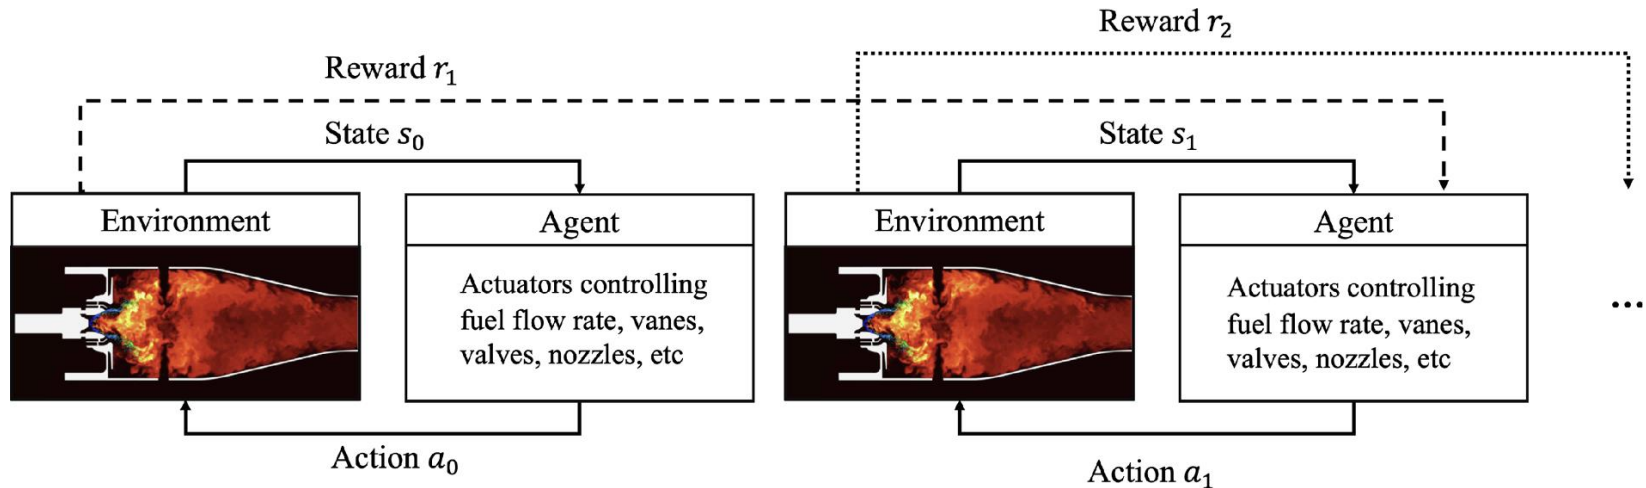 Reward r₂
Reward r₁
State s₀
State s₁
Environment
Agent
Environment
Agent
Actuators controlling
fuel flow rate, vanes,
valves, nozzles, etc
Actuators controlling
fuel flow rate, vanes,
valves, nozzles, etc
...
Action a₀
Action a₁